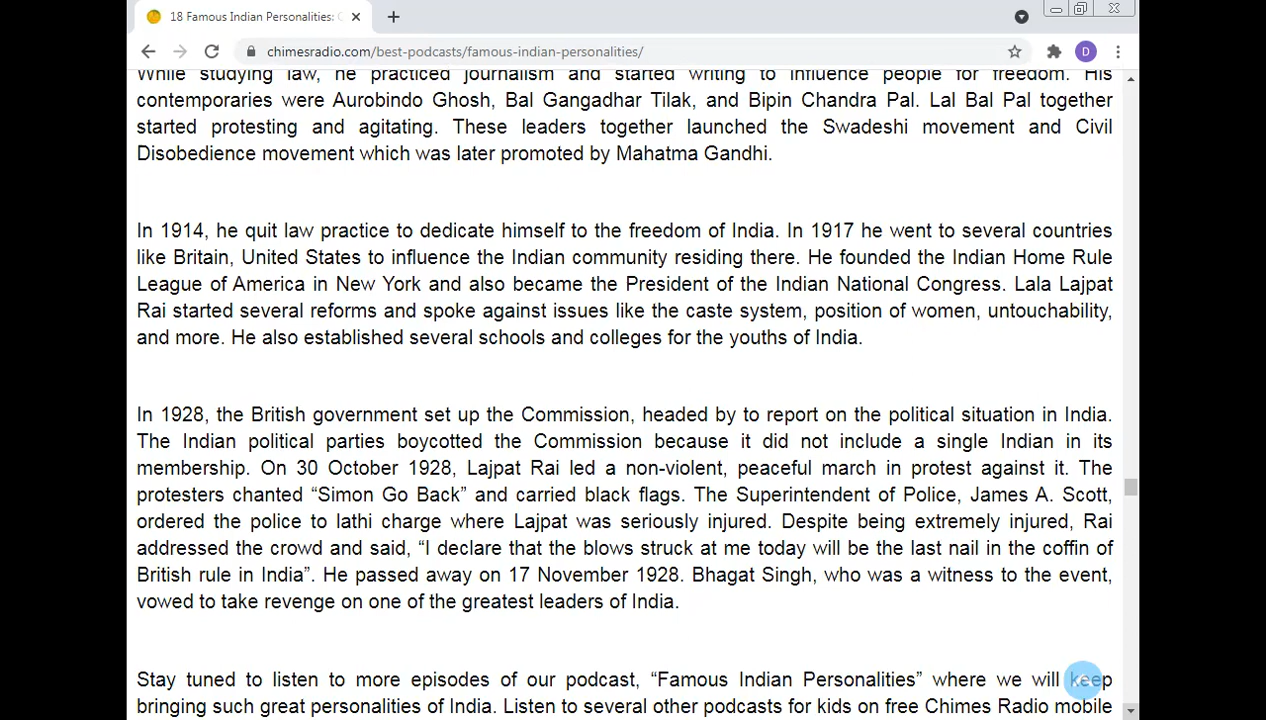 18 Famous Indian Personalities:
chimesradio.com/best-podcasts/famous-indian-personalities/
D
While studying law, he practiced journalism and started writing to influence people for freedom. His
contemporaries were Aurobindo Ghosh, Bal Gangadhar Tilak, and Bipin Chandra Pal. Lal Bal Pal together
started protesting and agitating. These leaders together launched the Swadeshi movement and Civil
Disobedience movement which was later promoted by Mahatma Gandhi.
In 1914, he quit law practice to dedicate himself to the freedom of India. In 1917 he went to several countries
like Britain, United States to influence the Indian community residing there. He founded the Indian Home Rule
League of America in New York and also became the President of the Indian National Congress. Lala Lajpat
Rai started several reforms and spoke against issues like the caste system, position of women, untouchability,
and more. He also established several schools and colleges for the youths of India.
In 1928, the British government set up the Commission, headed by to report on the political situation in India.
The Indian political parties boycotted the Commission because it did not include a single Indian in its
membership. On 30 October 1928, Lajpat Rai led a non-violent, peaceful march in protest against it. The
protesters chanted “Simon Go Back” and carried black flags. The Superintendent of Police, James A. Scott,
ordered the police to lathi charge where Lajpat was seriously injured. Despite being extremely injured, Rai
addressed the crowd and said, “I declare that the blows struck at me today will be the last nail in the coffin of
British rule in India”. He passed away on 17 November 1928. Bhagat Singh, who was a witness to the event,
vowed to take revenge on one of the greatest leaders of India.
Stay tuned to listen to more episodes of our podcast, “Famous Indian Personalities” where we will keep
bringing such great personalities of India. Listen to several other podcasts for kids on free Chimes Radio mobile